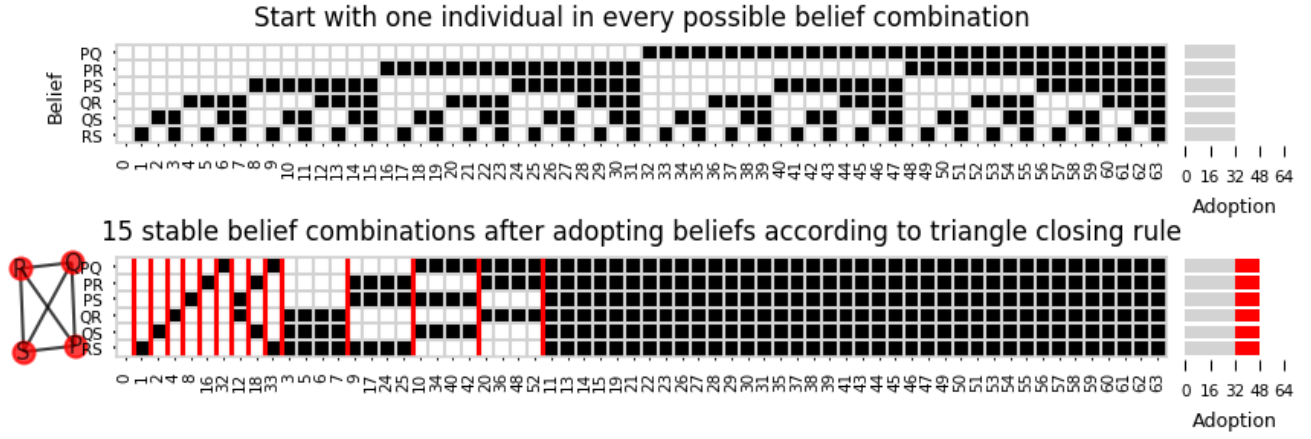 Start with one individual in every possible belief combination
Belief
PQ
PR
PS
QR
QS
RS
0 1 2 3 4 5 6 7 8 9 10 11 12 13 14 15 16 17 18 19 20 21 22 23 24 25 26 27 28 29 30 31 32 33 34 35 36 37 38 39 40 41 42 43 44 45 46 47 48 49 50 51 52 53 54 55 56 57 58 59 60 61 62 63
0 16 32 48 64
Adoption
15 stable belief combinations after adopting beliefs according to triangle closing rule
R Q
S P
PQ
PR
PS
QR
QS
RS
0 1 2 4 8 16 32 12 18 33 3 5 6 7 9 17 24 25 10 34 40 42 20 36 48 52 11 13 14 15 19 21 22 23 26 27 28 29 30 31 35 37 38 39 41 43 44 45 46 47 49 50 51 53 54 55 56 57 58 59 60 61 62 63
0 16 32 48 64
Adoption